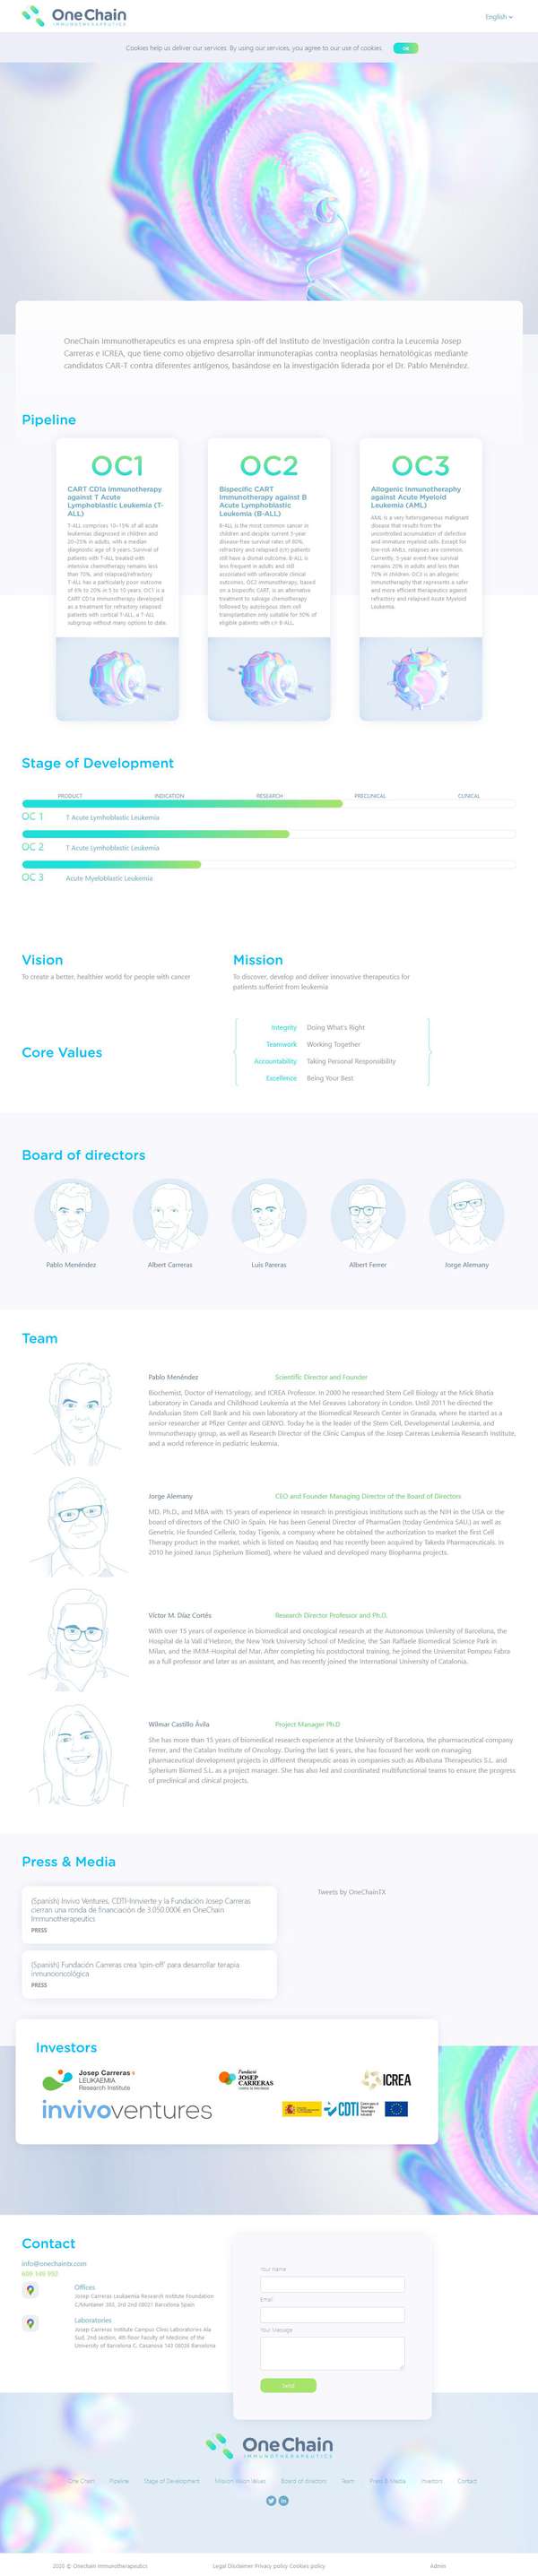 OneChain
IMMUNOTHERAPEUTICS
English
Cookies help us deliver our services. By using our services, you agree to our use of cookies.
OK
OneChain Immunotherapeutics es una empresa spin-off del Instituto de Investigación contra la Leucemia Josep
Carreras e ICREA, que tiene como objetivo desarrollar inmunoterapias contra neoplasias hematológicas mediante
candidatos CAR-T contra diferentes antígenos, basándose en la investigación liderada por el Dr. Pablo Menéndez.
Pipeline
OC1
CART CD1a Immunotherapy
against T Acute
Lymphoblastic Leukemia (T-
ALL)
T-ALL comprises 10-15% of all acute
leukemias diagnosed in children and
20-25% in adults, with a median
diagnostic age of 9 years. Survival of
patients with T-ALL treated with
intensive chemotherapy remains less
than 70%, and relapsed/refractory
T-ALL has a particularly poor outcome
of 6% to 20% in 5 to 10 years. OC1 is a
CART CD1a immunotherapy developed
as a treatment for refractory relapsed
patients with cortical T-ALL, a T-ALL
subgroup without many options to date.
OC2
Bispecific CART
Immunotherapy against B
Acute Lymphoblastic
Leukemia (B-ALL)
B-ALL is the most common cancer in
children and despite current 5-year
disease-free survival rates of 80%,
refractory and relapsed (r/r) patients
still have a dismal outcome. B-ALL is
less frequent in adults and still
associated with unfavorable clinical
outcomes. OC2 immunotherapy, based
on a bispecific CART, is an alternative
treatment to salvage chemotherapy
followed by autologous stem cell
transplantation only suitable for 50% of
eligible patients with r/r B-ALL.
OC3
Allogenic Inmunotheraphy
against Acute Myeloid
Leukemia (AML)
AML is a very heterogeneous malignant
disease that results from the
uncontrolled accumulation of defective
and immature myeloid cells. Except for
low-risk AMLs, relapses are common.
Currently, 5-year event-free survival
remains 20% in adults and less than
75% in children. OC3 is an allogenic
immunotherapy that represents a safer
and more efficient therapeutics against
refractory and relapsed Acute Myeloid
Leukemia.
Stage of Development
PRODUCT INDICATION RESEARCH PRECLINICAL CLINICAL
OC 1 T Acute Lymhoblastic Leukemia
OC 2 T Acute Lymhoblastic Leukemia
OC 3 Acute Myeloblastic Leukemia
Vision
To create a better, healthier world for people with cancer
Mission
To discover, develop and deliver innovative therapeutics for
patients sufferint from leukemia
Core Values
Integrity Doing What's Right
Teamwork Working Together
Accountability Taking Personal Responsibility
Excellence Being Your Best
Board of directors
Pablo Menéndez Albert Carreras Luis Pareras Albert Ferrer Jorge Alemany
Team
Pablo Menéndez Scientific Director and Founder
Biochemist, Doctor of Hematology, and ICREA Professor. In 2000 he researched Stem Cell Biology at the Mick Bhatia
Laboratory in Canada and Childhood Leukemia at the Mel Greaves Laboratory in London. Until 2011 he directed the
Andalusian Stem Cell Bank and his own laboratory at the Biomedical Research Center in Granada, where he started as a
senior researcher at Pfizer Center and GENYO. Today he is the leader of the Stem Cell, Developmental Leukemia, and
Immunotherapy group, as well as Research Director of the Clinic Campus of the Josep Carreras Leukemia Research Institute,
and a world reference in pediatric leukemia.
Jorge Alemany CEO and Founder Managing Director of the Board of Directors
MD, Ph.D., and MBA with 15 years of experience in research in prestigious institutions such as the NIH in the USA or the
board of directors of the CNIO in Spain. He has been General Director of PharmaGen (today Genómica SAU.) as well as
Genetrix. He founded Cellerix, today Tigenix, a company where he obtained the authorization to market the first Cell
Therapy product in the market, which is listed on Nasdaq and has recently been acquired by Takeda Pharmaceuticals. In
2010 he joined Janus (Spherium Biomed), where he valued and developed many Biopharma projects.
Víctor M. Díaz Cortés Research Director Professor and Ph.D.
With over 15 years of experience in biomedical and oncological research at the Autonomous University of Barcelona, the
Hospital de la Vall d'Hebron, the New York University School of Medicine, the San Raffaele Biomedical Science Park in
Milan, and the IMIM-Hospital del Mar. After completing his postdoctoral training, he joined the Universitat Pompeu Fabra
as a full professor and later as an assistant, and has recently joined the International University of Catalonia.
Wilmar Castillo Ávila Project Manager Ph.D
She has more than 15 years of biomedical research experience at the University of Barcelona, the pharmaceutical company
Ferrer, and the Catalan Institute of Oncology. During the last 6 years, she has focused her work on managing
pharmaceutical development projects in different therapeutic areas in companies such as Albajuna Therapeutics S.L. and
Spherium Biomed S.L. as a project manager. She has also led and coordinated multifunctional teams to ensure the progress
of preclinical and clinical projects.
Press & Media
(Spanish) Invivo Ventures, CDTI-Innvierte y la Fundación Josep Carreras
cierran una ronda de financiación de 3.050.000€ en OneChain
Immunotherapeutics
PRESS
Tweets by OneChainTX
(Spanish) Fundación Carreras crea 'spin-off' para desarrollar terapia
inmunooncológica
PRESS
Investors
Josep Carreras
LEUKAEMIA
Research Institute
Fundació
JOSEP
CARRERAS
ICREA
invivoventures
CDTI
Contact
info@onechaintx.com
Offices
Josep Carreras Leukaemia Research Institute Foundation
C/Muntaner 383, 3rd 2nd 08021 Barcelona Spain
Laboratories
Josep Carreras Institute Campus Clinic Laboratories Ala
Sud, 2nd Section, 4th floor Faculty of Medicine of the
University of Barcelona C. Casanova 143 08036 Barcelona
Your Name
Email
Your Message
Send
OneChain
IMMUNOTHERAPEUTICS
One Chain Pipeline Stage of Development Mission Vision Values Board of directors Team Press & Media Investors Contact
2020 © Onechain Immunotherapeutics
Legal Disclaimer Privacy policy Cookies policy
Admin